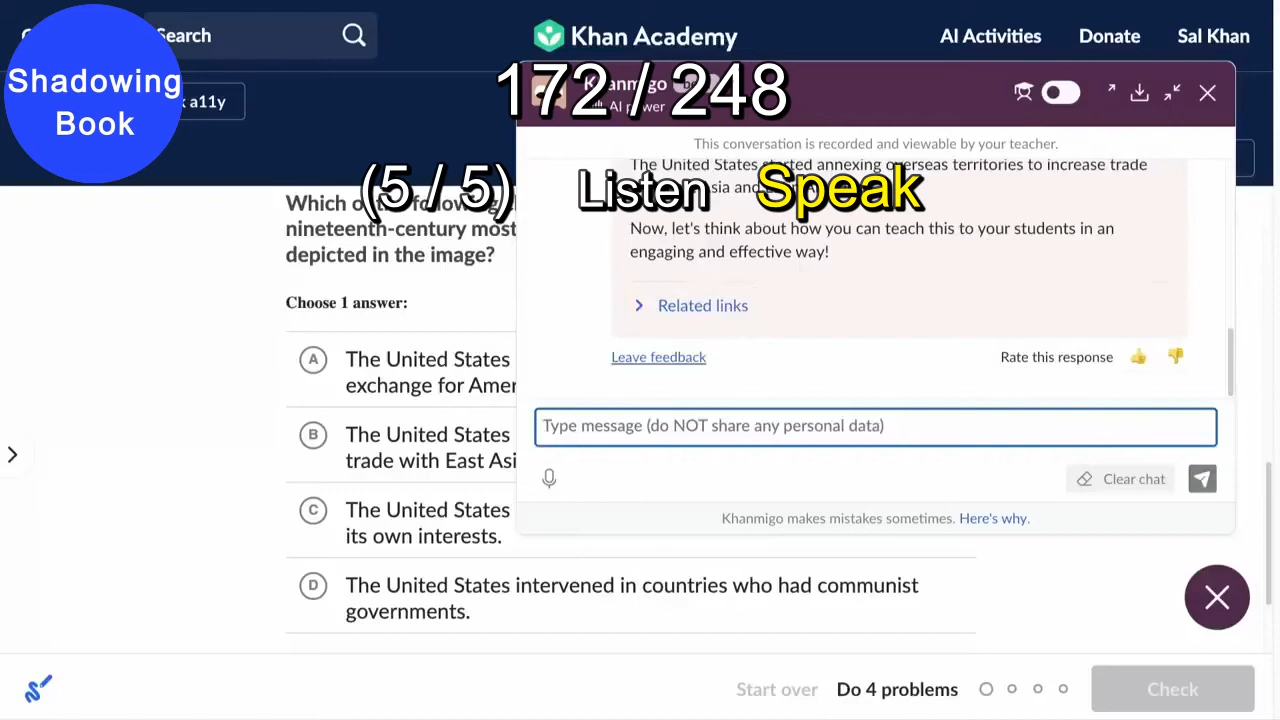 Search
Khan Academy
AI Activities
Donate
Sal Khan
Shadowing
Book
a11y
172 / 248
Khanmigo
AI power
(5 / 5)
Listen
Speak
This conversation is recorded and viewable by your teacher.
The United States started annexing overseas territories to increase trade
Now, let's think about how you can teach this to your students in an
engaging and effective way!
Related links
Leave feedback
Rate this response
Type message (do NOT share any personal data)
Clear chat
Khanmigo makes mistakes sometimes. Here's why.
nineteenth-century most
depicted in the image?
Choose 1 answer:
A
The United States
exchange for Amer
B
The United States
trade with East Asi
C
The United States
its own interests.
D
The United States intervened in countries who had communist
governments.
Start over
Do 4 problems
Check